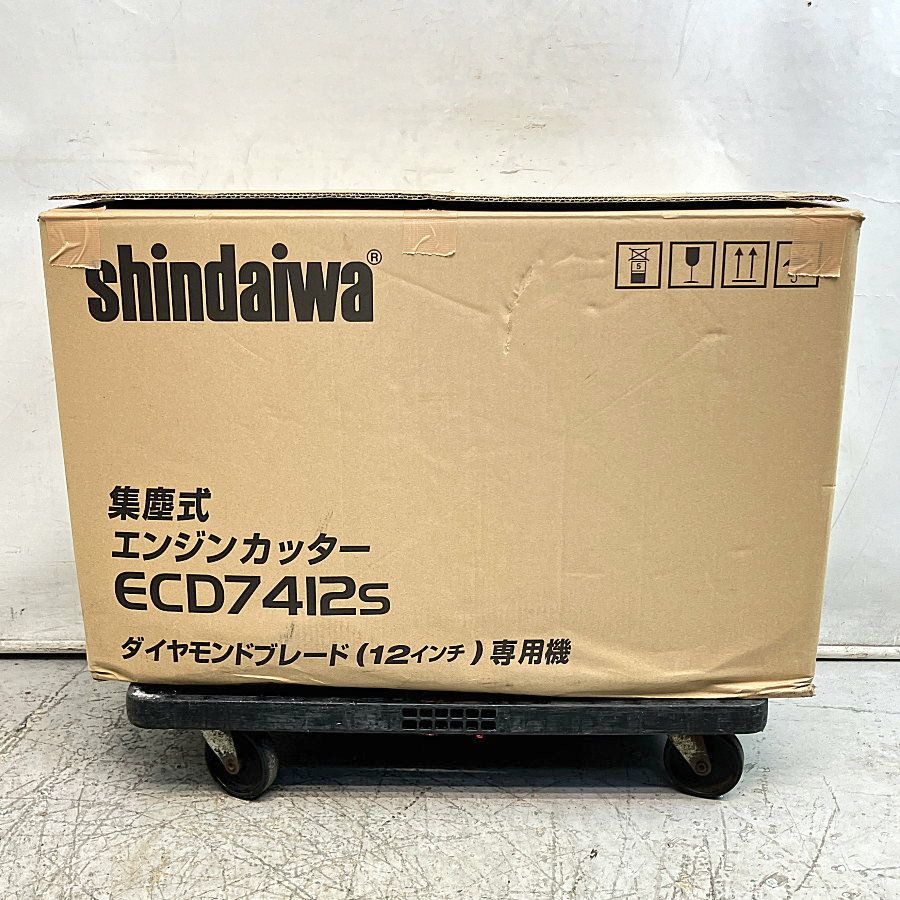 shindaiwa®
5
集塵式
エンジンカッター
ECD7412S
ダイヤモンドブレード(12インチ)専用機